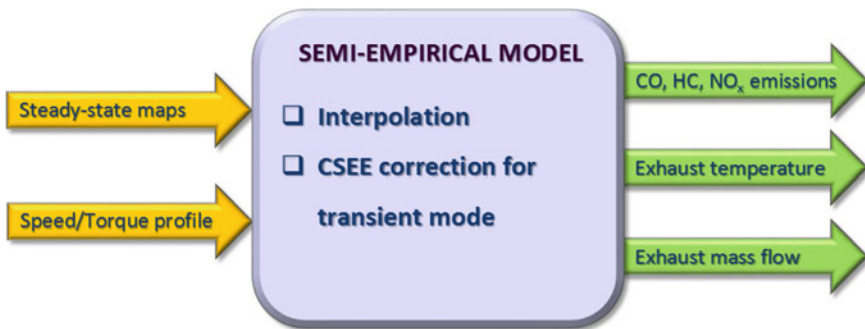 SEMI-EMPIRICAL MODEL
Steady-state maps
Speed/Torque profile
❑ Interpolation
❑ CSEE correction for
transient mode
CO, HC, NOₓ emissions
Exhaust temperature
Exhaust mass flow